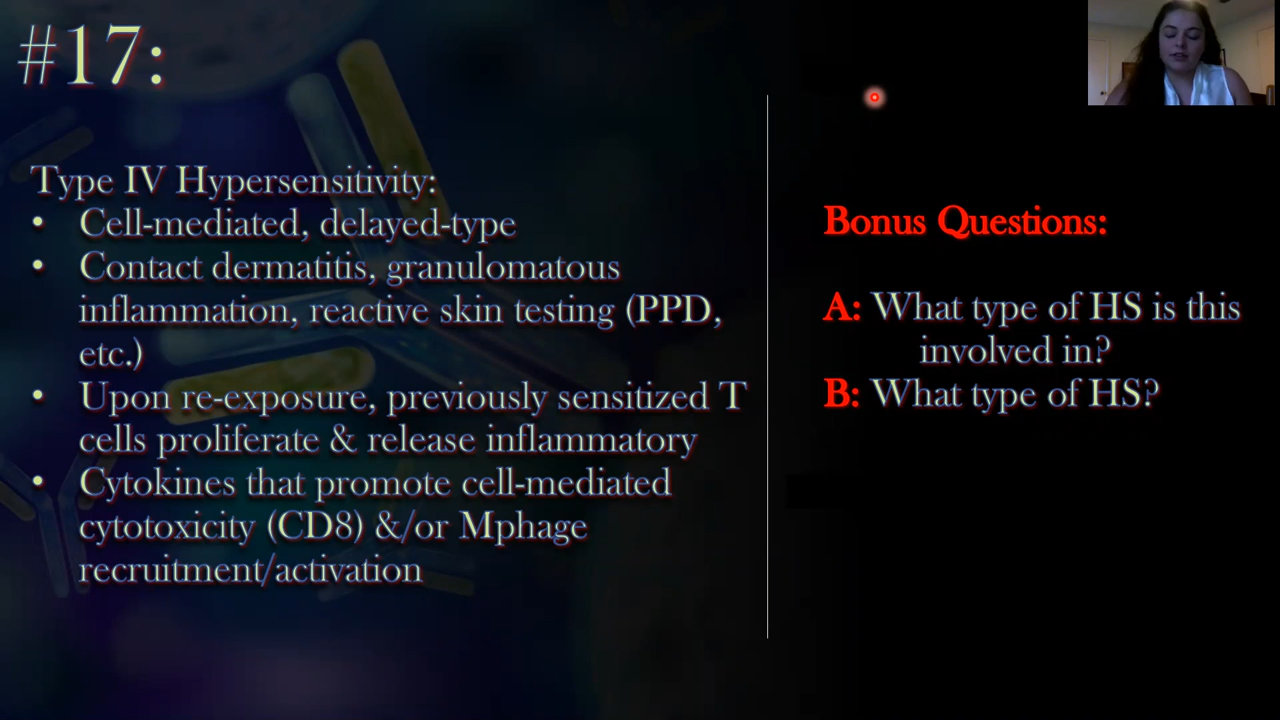 #17:
Type IV Hypersensitivity:
• Cell-mediated, delayed-type
• Contact dermatitis, granulomatous
inflammation, reactive skin testing (PPD,
etc.)
• Upon re-exposure, previously sensitized T
cells proliferate & release inflammatory
• Cytokines that promote cell-mediated
cytotoxicity (CD8) &/or Mphage
recruitment/activation
Bonus Questions:
A: What type of HS is this
involved in?
B: What type of HS?